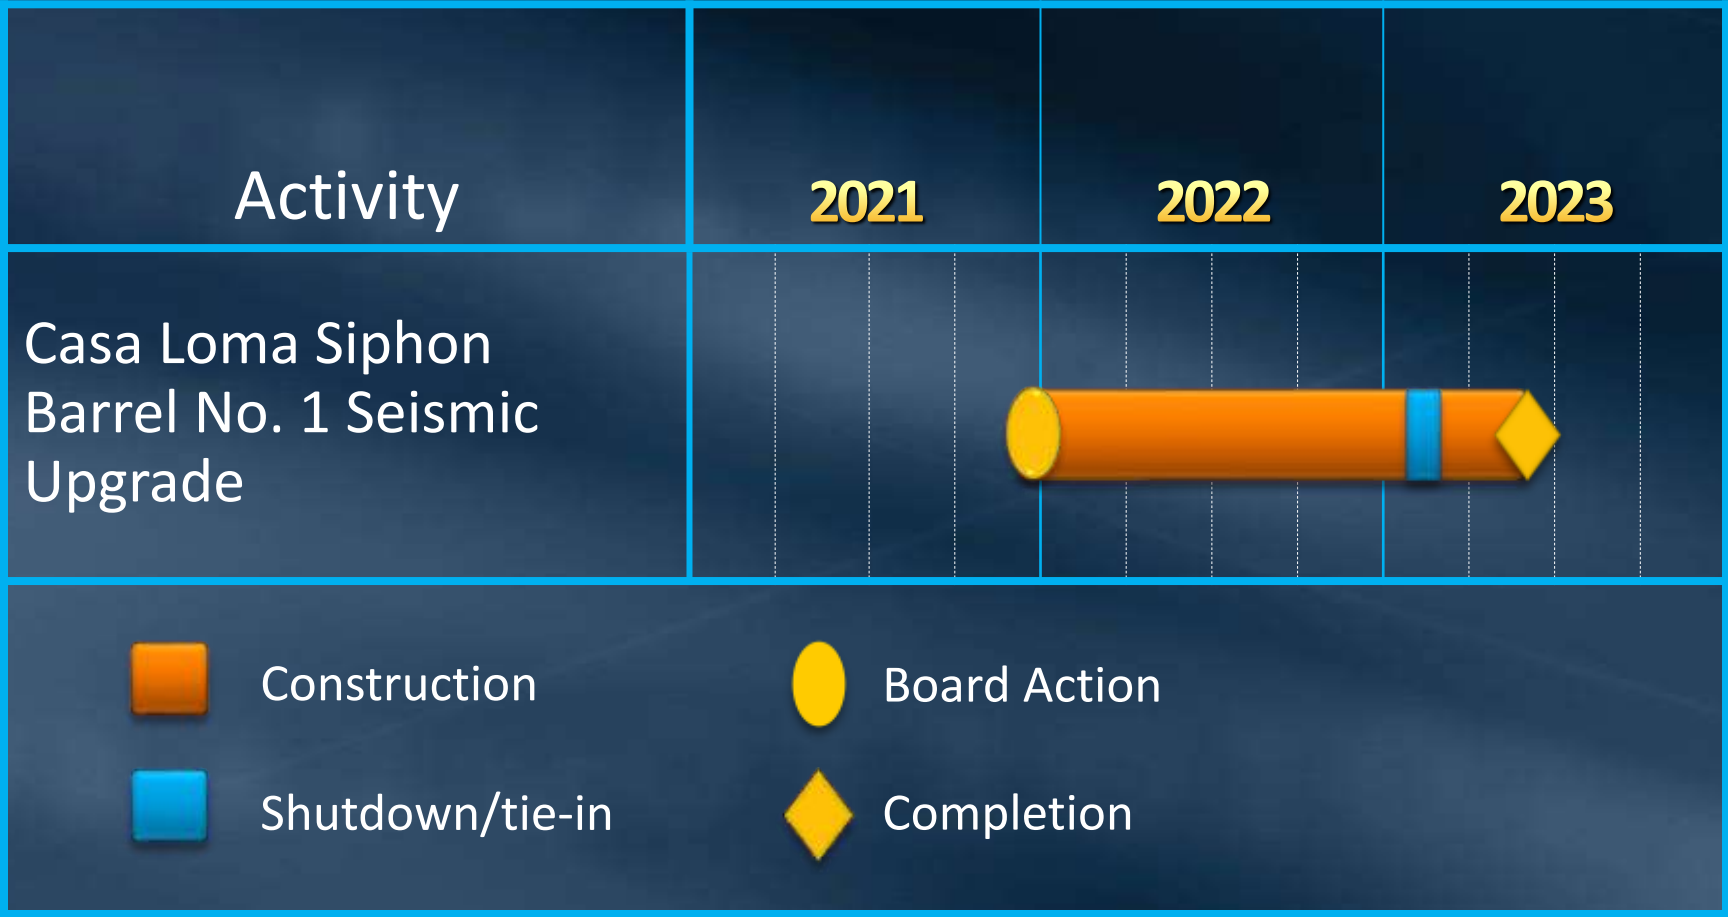 Activity
2021
2022
2023
Casa Loma Siphon
Barrel No. 1 Seismic
Upgrade
Construction
Board Action
Shutdown/tie-in
Completion